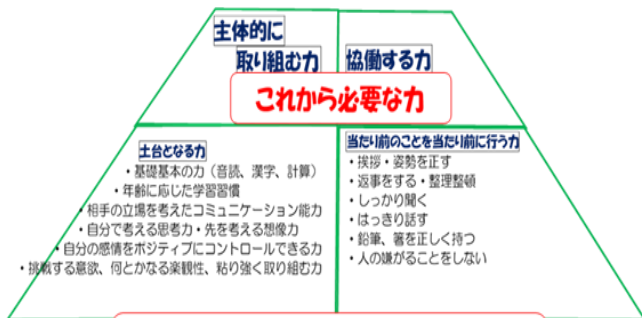 主体的に
取り組む力
協働する力
これから必要な力
土台となる力
・基礎基本の力（音読、漢字、計算）
・年齢に応じた学習習慣
・相手の立場を考えたコミュニケーション能力
・自分で考える思考力・先を考える想像力
・自分の感情をポジティブにコントロールできる力
・挑戦する意欲、何とかなる楽観性、粘り強く取り組む力
当たり前のことを当たり前に行う力
・挨拶・姿勢を正す
・返事をする・整理整頓
・しっかり聞く
・はっきり話す
・鉛筆、箸を正しく持つ
・人の嫌がることをしない